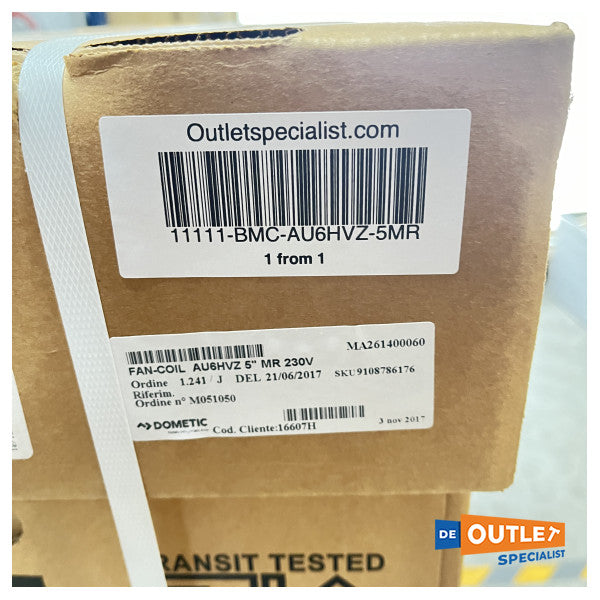 Outletspecialist.com
11111-BMC-AU6HVZ-5MR
1 from 1
MA261400060
FAN-COIL AU6HVZ 5" MR 230V
Ordine 1.241 / J DEL 21/06/2017 SKU9108786176
Riferim.
Ordine n° M051050
DOMETIC
Cod. Cliente:16607H
3 nov 2017
TRANSIT TESTED
DE OUTLET
SPECIALIST